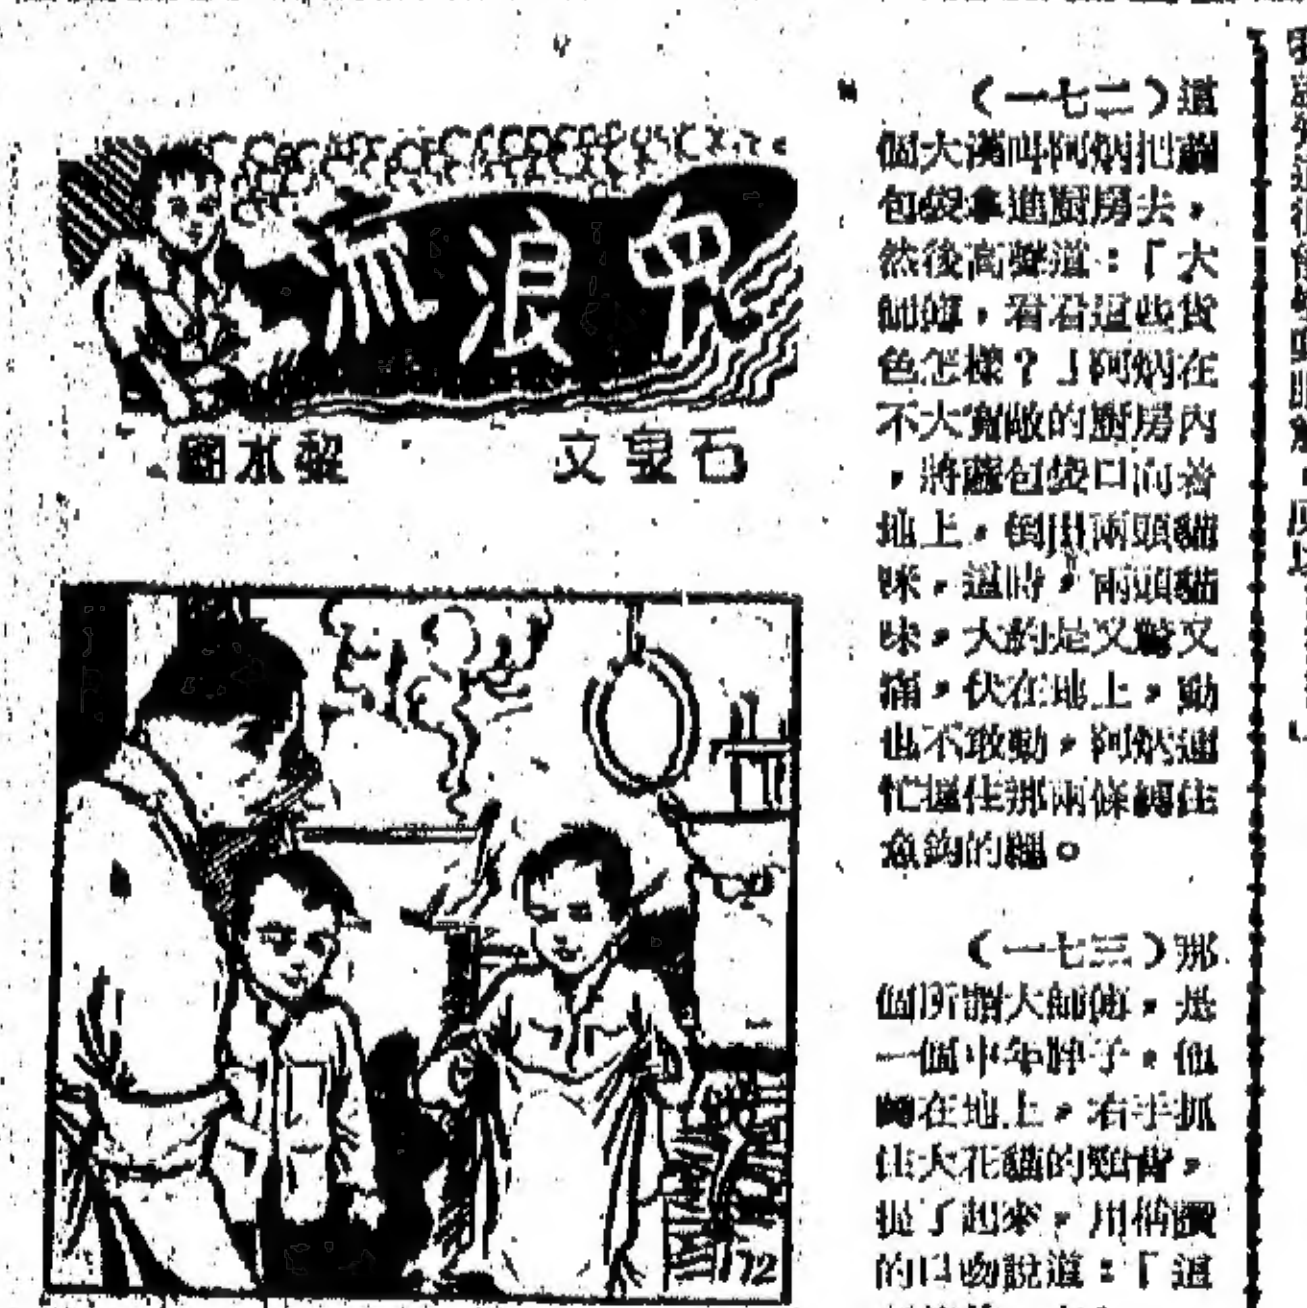 流浪兒
石泉文
黎冰圖
（一七二）這
個大漢叫阿炳把蔴
包袋拿進廚房去，
然後高聲道：「大
師傅，看看這些貨
色怎樣？」阿炳在
不大寬敞的廚房內
，將蔴包袋口向着
地上，倒出兩頭貓
咪，這時，兩頭貓
咪，大約是又驚又
痛，伏在地上，動
也不敢動，阿炳連
忙握住那兩條縛住
魚鈎的繩。
（一七三）那
個所謂大師傅，是
一個中年胖子，他
在地上，右手抓
住大花貓的頸背，
提了起來，用稱讚
的口吻說道：「這
72